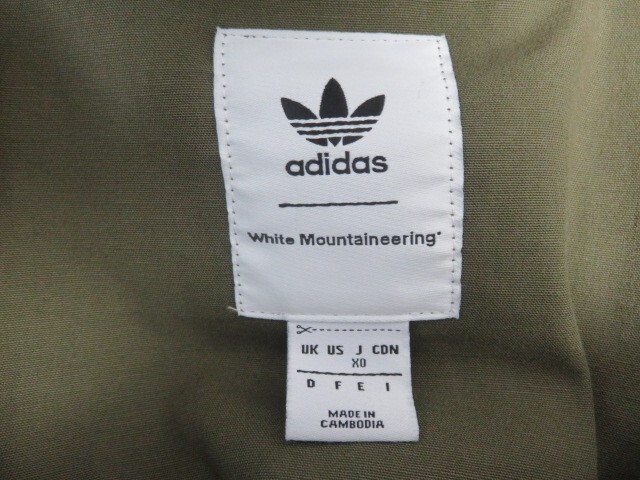 adidas
White Mountaineering®
UK US J CDN
XO
D F E I
MADE IN
CAMBODIA